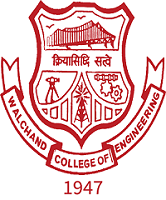 क्रियासिद्धि सत्वे
WALCHAND COLLEGE OF ENGINEERING
1947